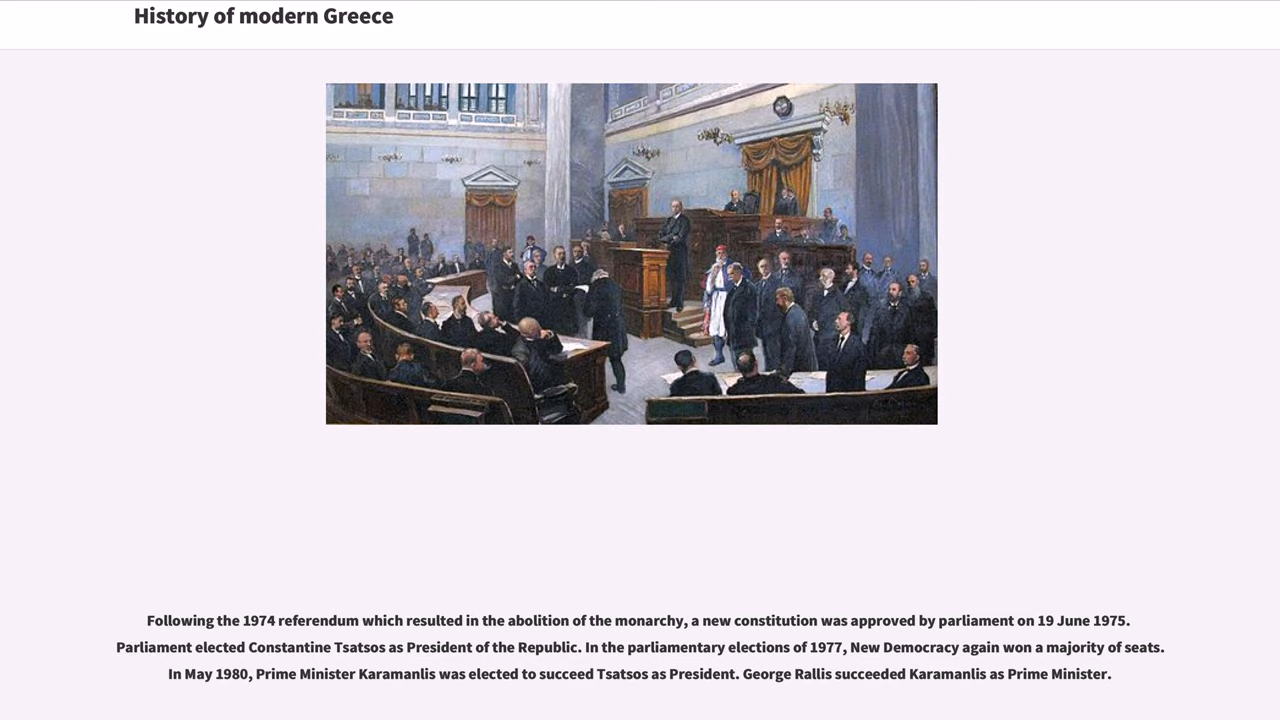 History of modern Greece
Following the 1974 referendum which resulted in the abolition of the monarchy, a new constitution was approved by parliament on 19 June 1975.
Parliament elected Constantine Tsatsos as President of the Republic. In the parliamentary elections of 1977, New Democracy again won a majority of seats.
In May 1980, Prime Minister Karamanlis was elected to succeed Tsatsos as President. George Rallis succeeded Karamanlis as Prime Minister.